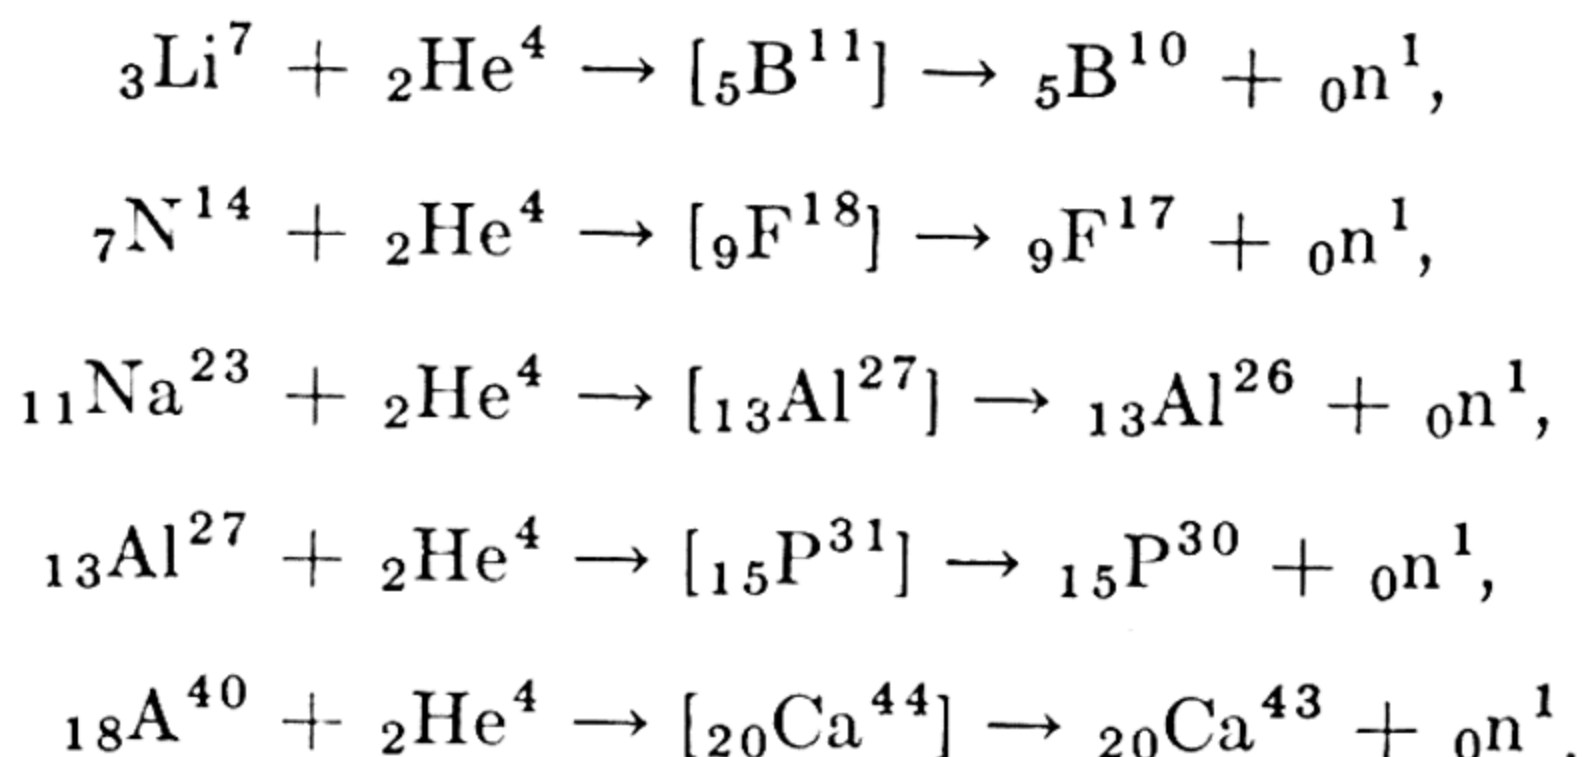 ₃Li⁷ + ₂He⁴ → [₅B¹¹] → ₅B¹⁰ + ₀n¹,
₇N¹⁴ + ₂He⁴ → [₉F¹⁸] → ₉F¹⁷ + ₀n¹,
₁₁Na²³ + ₂He⁴ → [₁₃Al²⁷] → ₁₃Al²⁶ + ₀n¹,
₁₃Al²⁷ + ₂He⁴ → [₁₅P³¹] → ₁₅P³⁰ + ₀n¹,
₁₈A⁴⁰ + ₂He⁴ → [₂₀Ca⁴⁴] → ₂₀Ca⁴³ + ₀n¹.